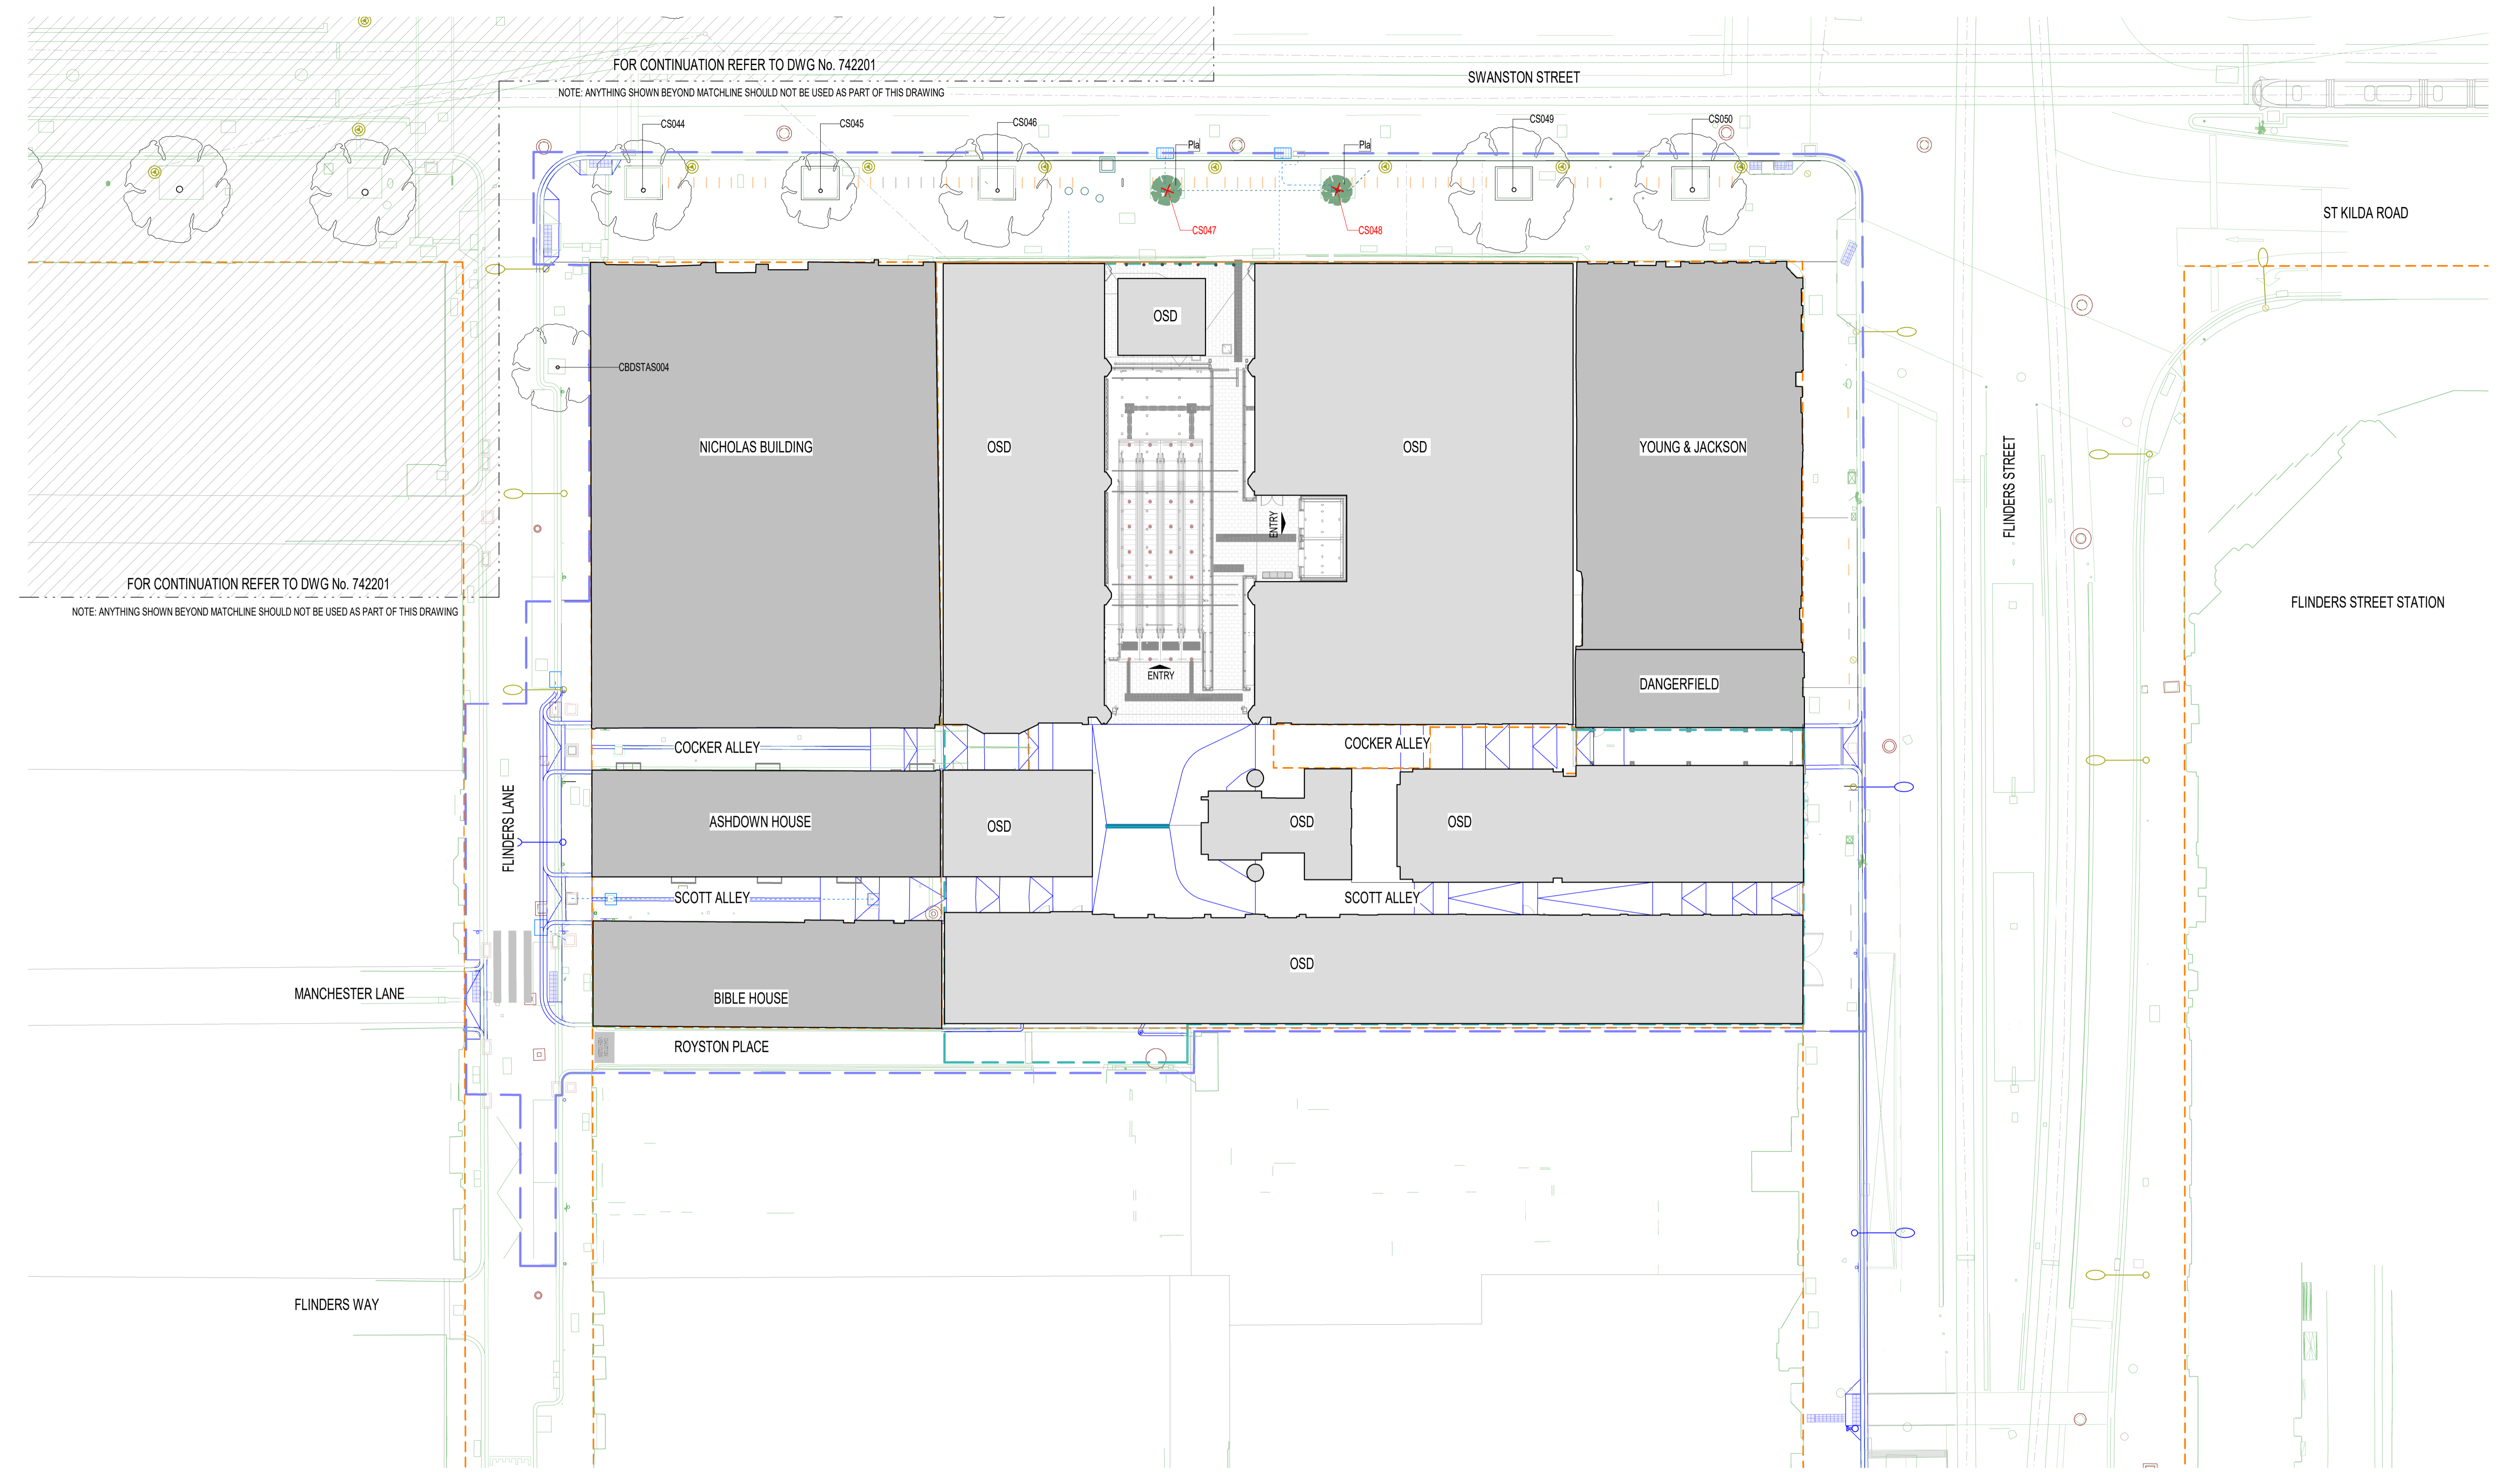 FOR CONTINUATION REFER TO DWG No. 742201
SWANSTON STREET
NOTE: ANYTHING SHOWN BEYOND MATCHLINE SHOULD NOT BE USED AS PART OF THIS DRAWING
CS044
CS045
CS046
Pla
Pla
CS049
CS050
ST KILDA ROAD
CS047
CS048
OSD
CBDSTAS004
NICHOLAS BUILDING
OSD
OSD
YOUNG & JACKSON
FLINDERS STREET
ENTRY
FOR CONTINUATION REFER TO DWG No. 742201
NOTE: ANYTHING SHOWN BEYOND MATCHLINE SHOULD NOT BE USED AS PART OF THIS DRAWING
FLINDERS STREET STATION
ENTRY
DANGERFIELD
COCKER ALLEY
COCKER ALLEY
FLINDERS LANE
ASHDOWN HOUSE
OSD
OSD
OSD
SCOTT ALLEY
SCOTT ALLEY
OSD
MANCHESTER LANE
BIBLE HOUSE
ROYSTON PLACE
FLINDERS WAY